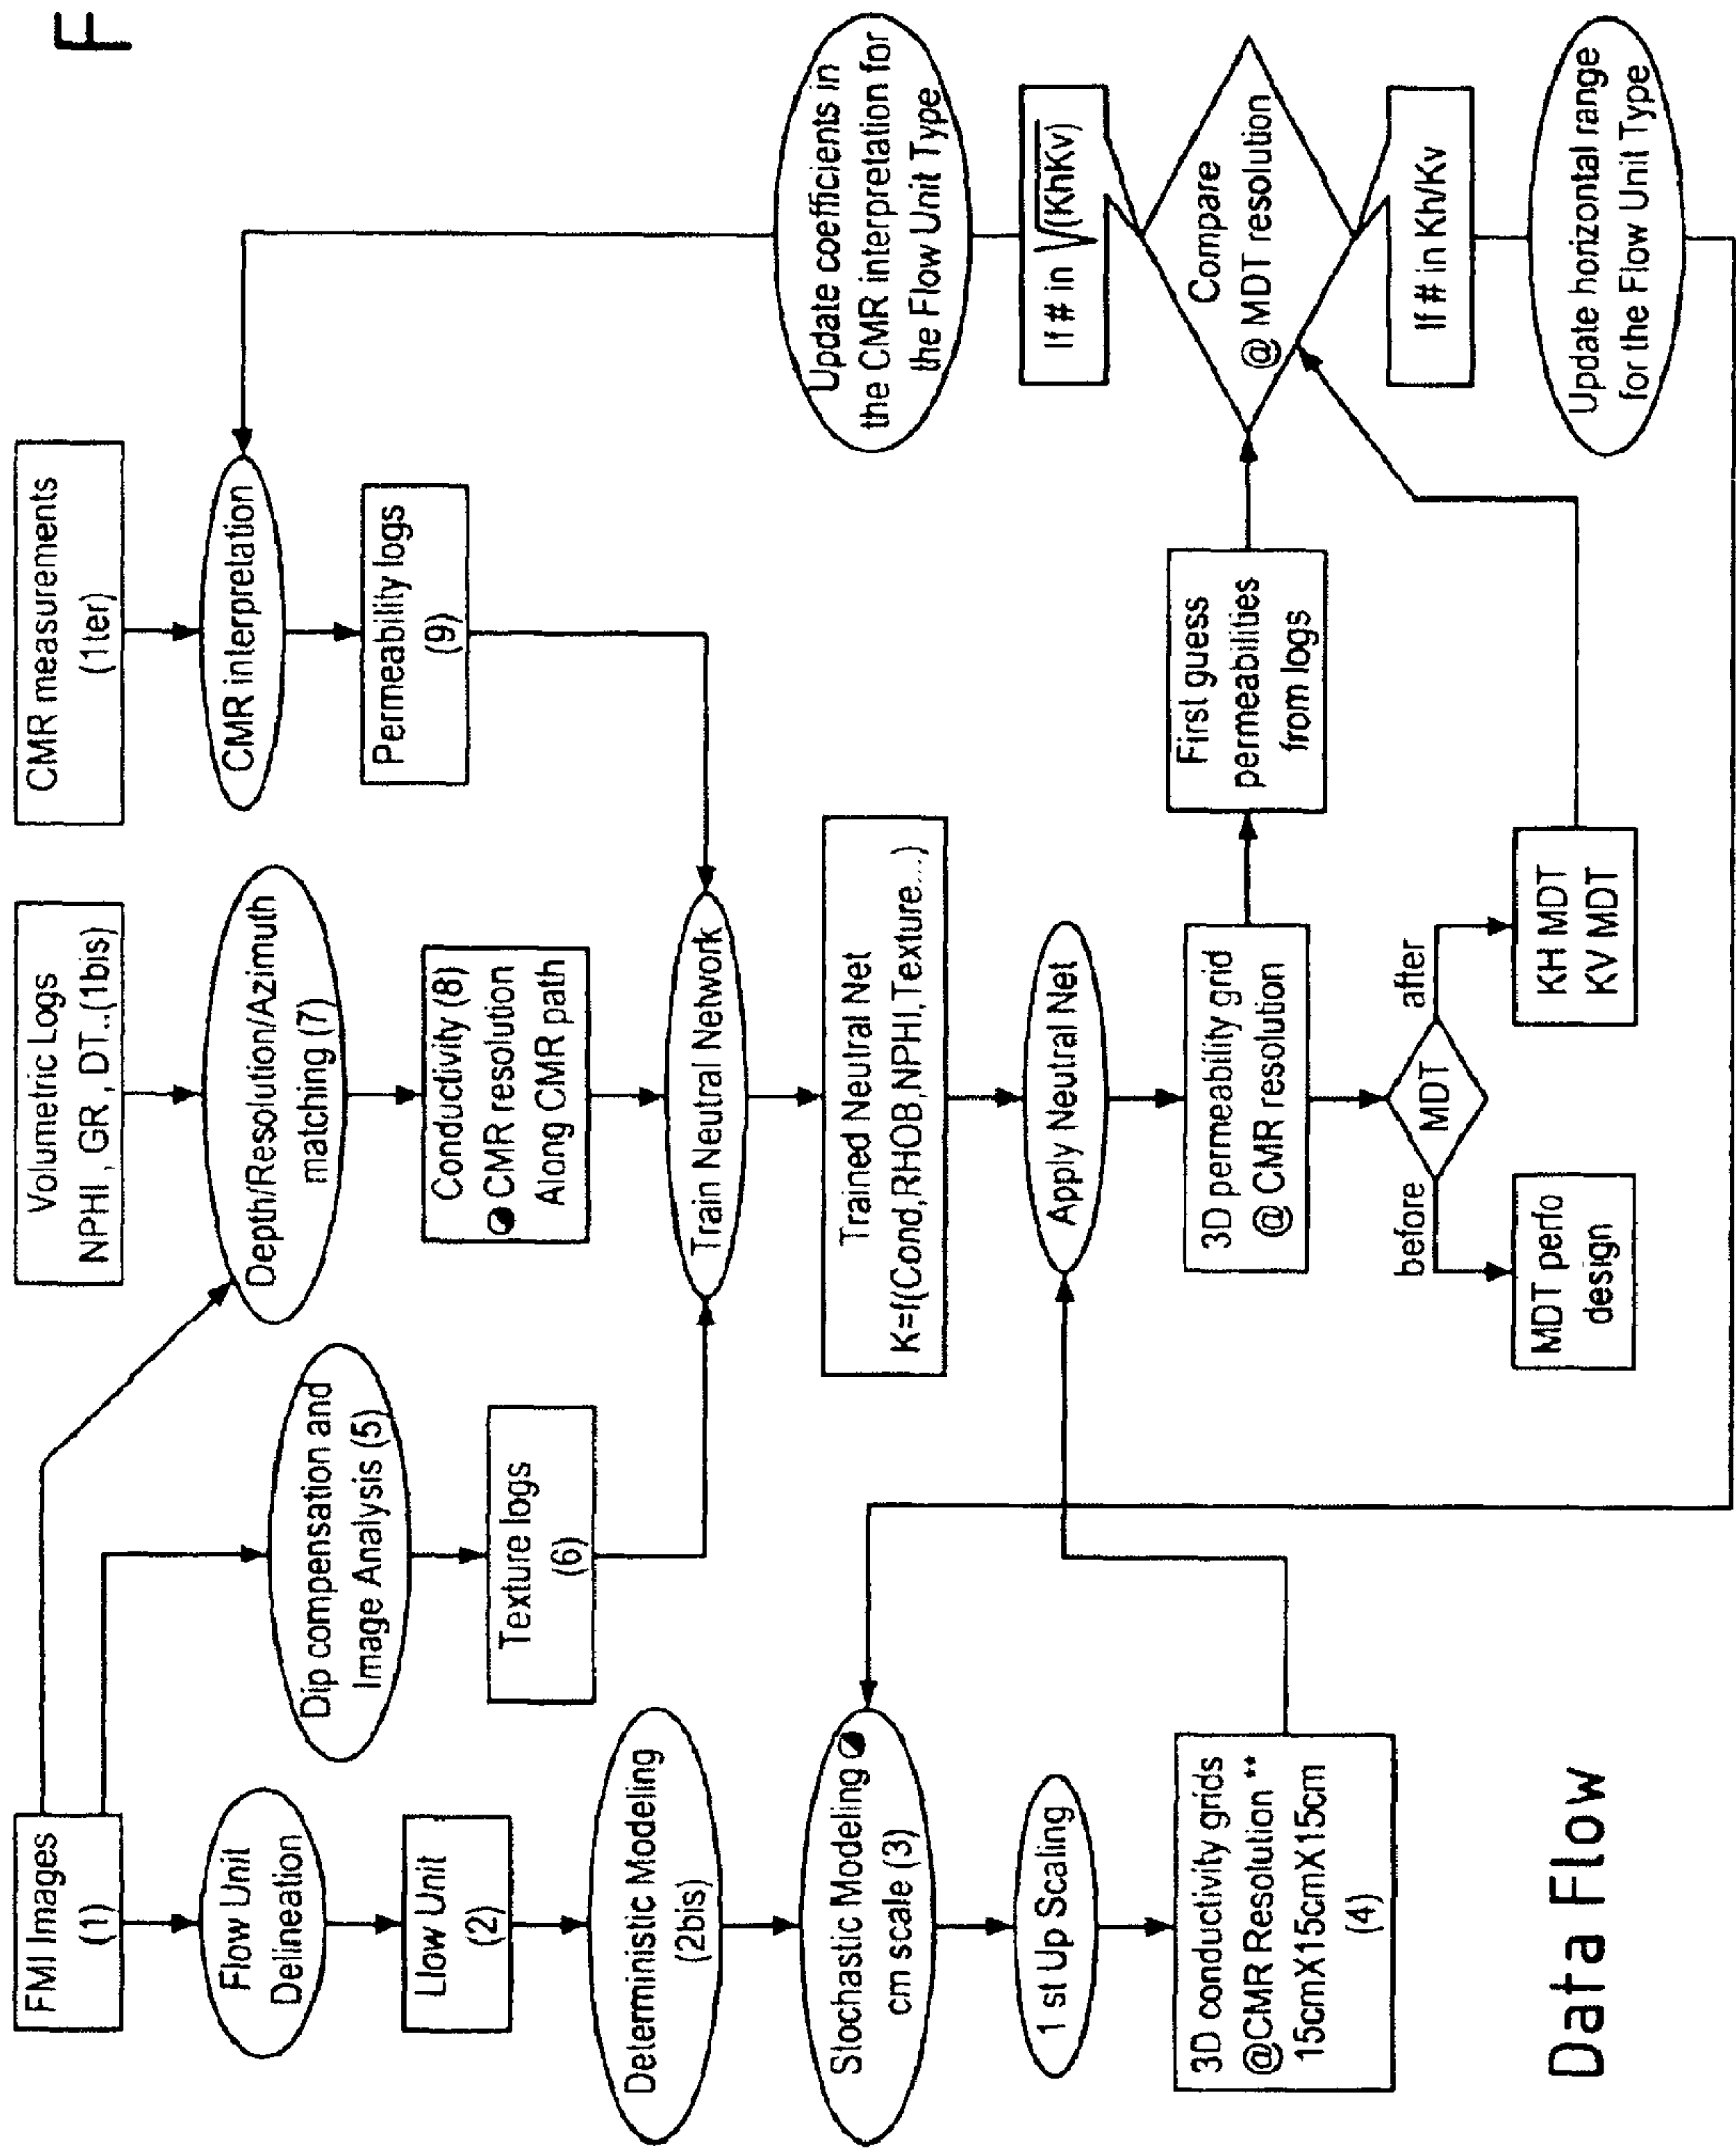 F
FMI Images
(1)
Flow Unit
Delineation
Llow Unit
(2)
Deterministic Modeling
(2bis)
Stochastic Modeling
cm scale (3)
1 st Up Scaling
3D conductivity grids
@CMR Resolution **
15cmX15cmX15cm
(4)
Dip compensation and
Image Analysis (5)
Texture logs
(6)
Volumetric Logs
NPHI, GR, DT..(1bis)
Depth/Resolution/Azimuth
matching (7)
Conductivity (8)
CMR resolution
Along CMR path
CMR measurements
(1ter)
CMR interpretation
Permeability logs
(9)
Train Neutral Network
Trained Neutral Net
K=f(Cond,RHOB,NPHI,Texture...)
Apply Neutral Net
3D permeability grid
@ CMR resolution
First guess
permeabilities
from logs
MDT
before
after
MDT perfo
design
KH MDT
KV MDT
Update coefficients in
the CMR interpretation for
the Flow Unit Type
If # in √(KhKv)
Compare
@ MDT resolution
If # in Kh/Kv
Update horizontal range
for the Flow Unit Type
Data Flow